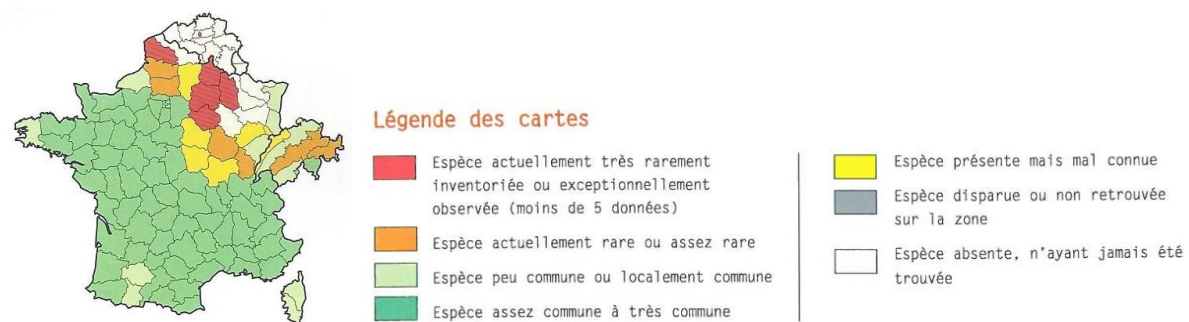 Légende des cartes
Espèce actuellement très rarement
inventoriée ou exceptionnellement
observée (moins de 5 données)
Espèce actuellement rare ou assez rare
Espèce peu commune ou localement commune
Espèce assez commune à très commune
Espèce présente mais mal connue
Espèce disparue ou non retrouvée
sur la zone
Espèce absente, n'ayant jamais été
trouvée